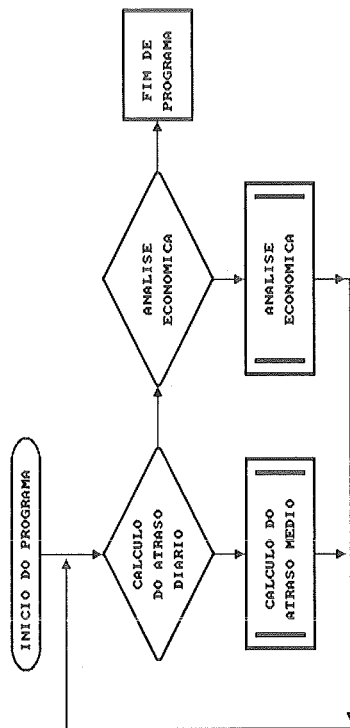 INICIO DO PROGRAMA
CALCULO
DO ATRASO
DIARIO
CALCULO DO
ATRASO MEDIO
ANALISE
ECONOMICA
ANALISE
ECONOMICA
FIM DE
PROGRAMA